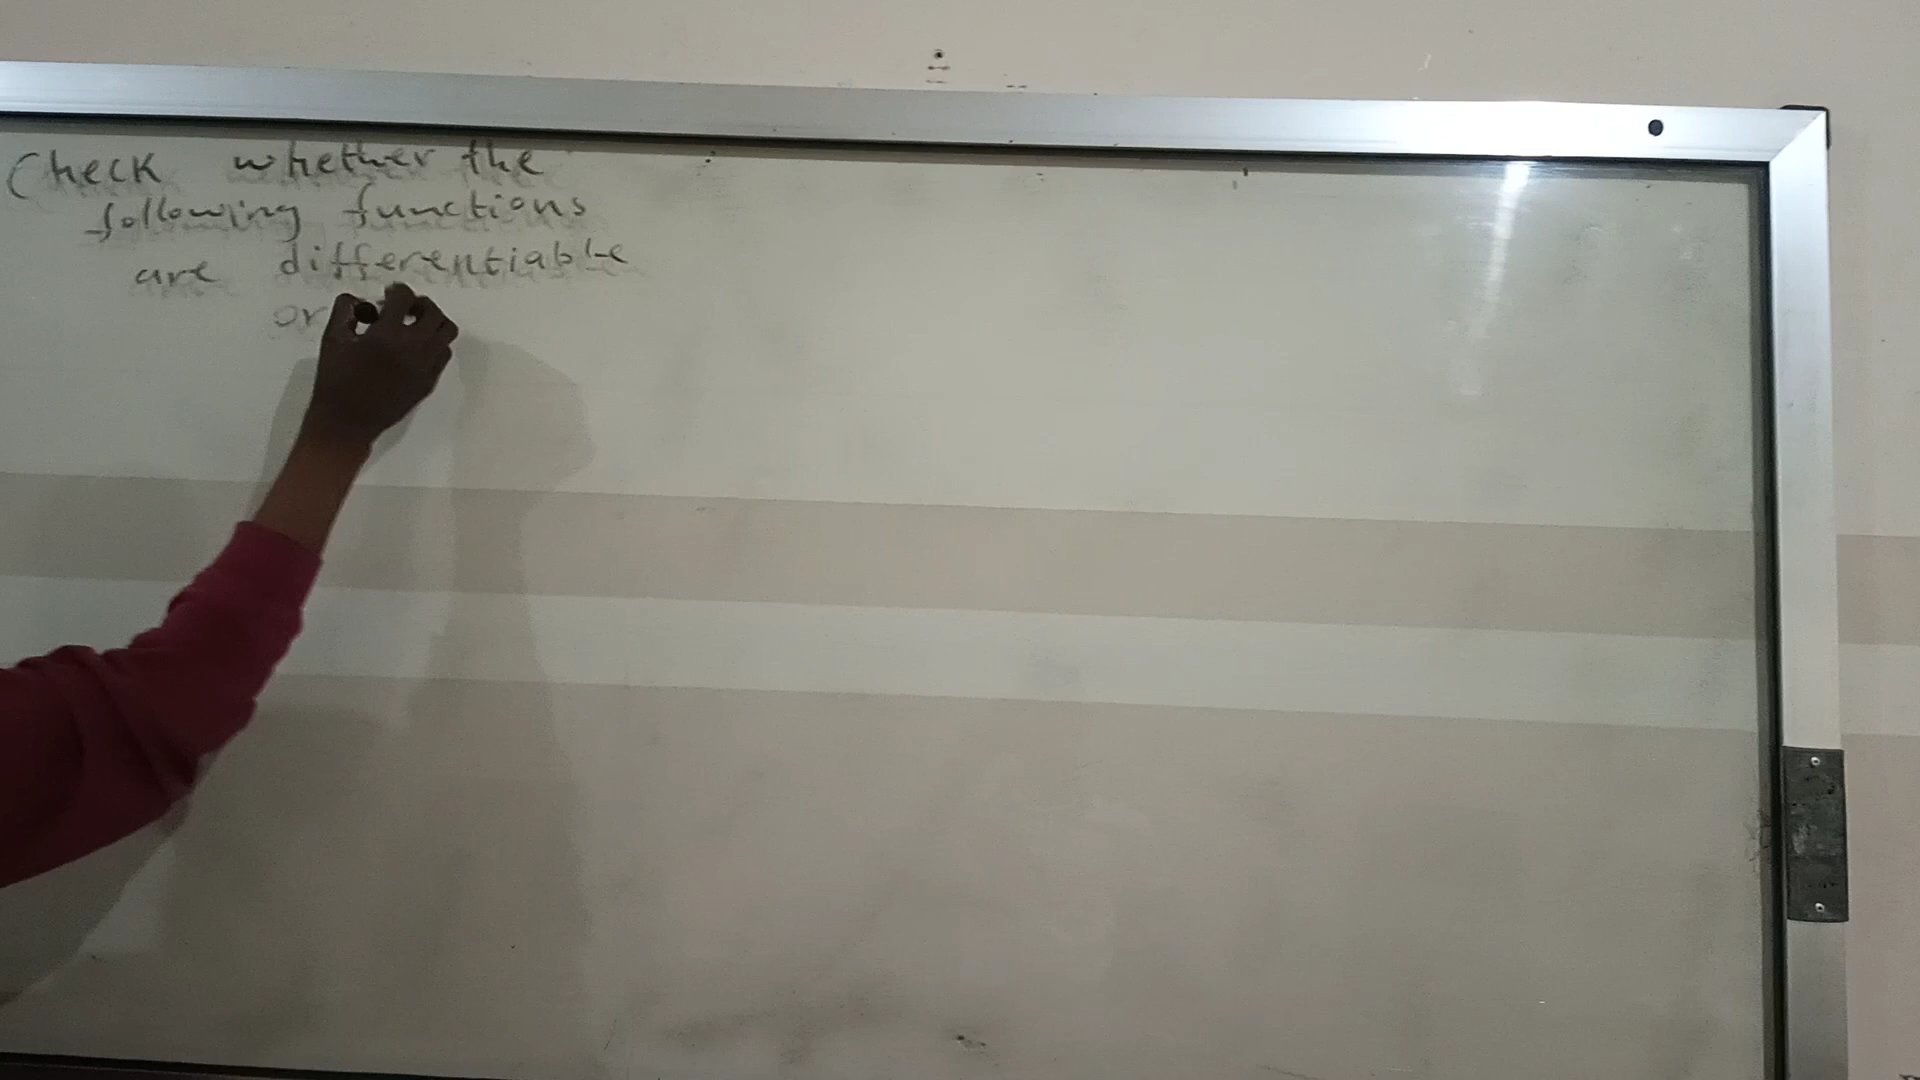 Check whether the
following functions
are differentiable
or